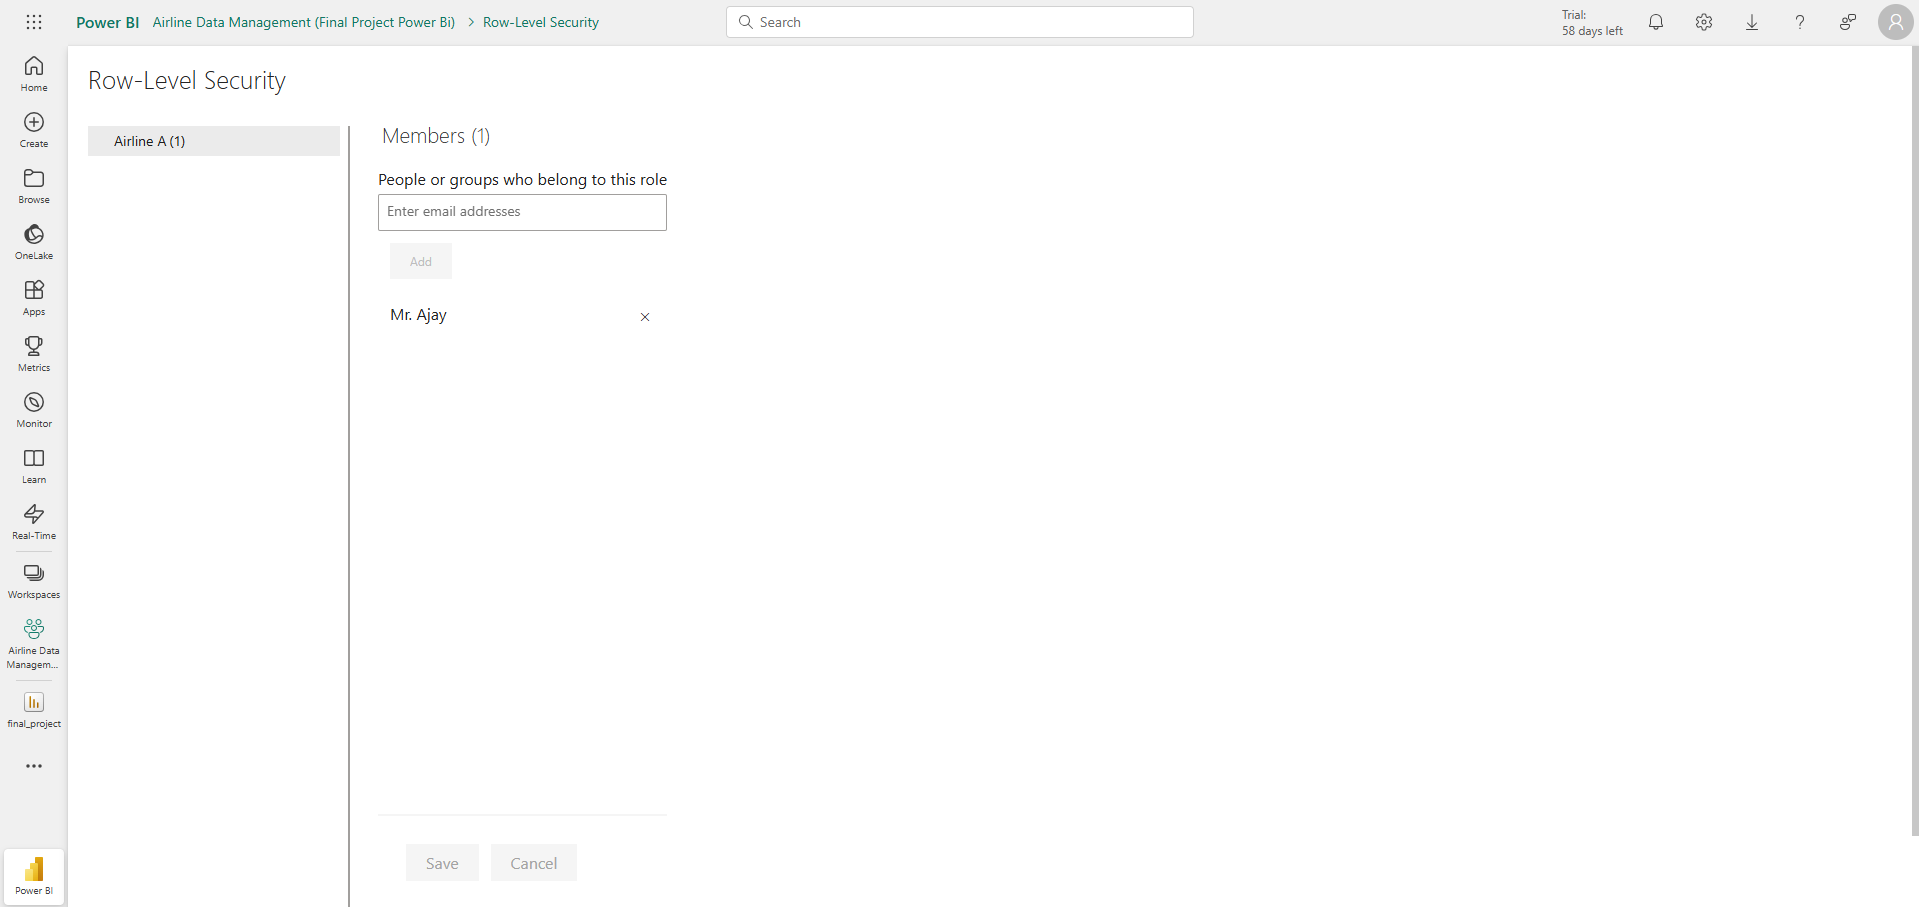 Power BI Airline Data Management (Final Project Power Bi) > Row-Level Security
Search
Trial:
58 days left
Home
Create
Browse
OneLake
Apps
Metrics
Monitor
Learn
Real-Time
Workspaces
Airline Data
Managem...
final_project
Power BI
Row-Level Security
Airline A (1)
Members (1)
People or groups who belong to this role
Enter email addresses
Add
Mr. Ajay
Save
Cancel